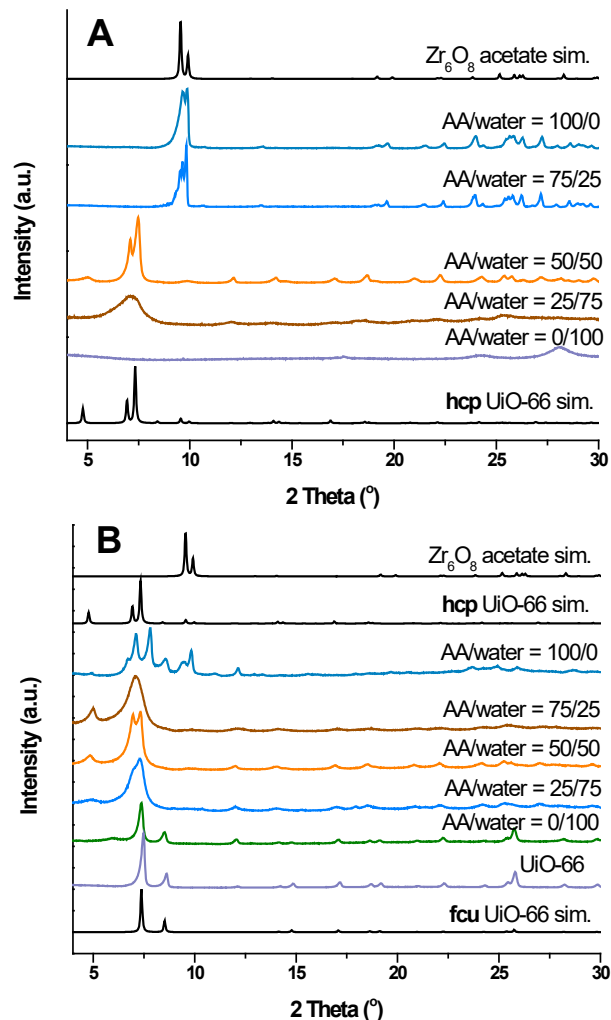 A
Zr6O8 acetate sim.
AA/water = 100/0
AA/water = 75/25
AA/water = 50/50
AA/water = 25/75
AA/water = 0/100
hcp UiO-66 sim.
Intensity (a.u.)
5 10 15 20 25 30
2 Theta (o)
B
Zr6O8 acetate sim.
hcp UiO-66 sim.
AA/water = 100/0
AA/water = 75/25
AA/water = 50/50
AA/water = 25/75
AA/water = 0/100
UiO-66
fcu UiO-66 sim.
Intensity (a.u.)
5 10 15 20 25 30
2 Theta (o)